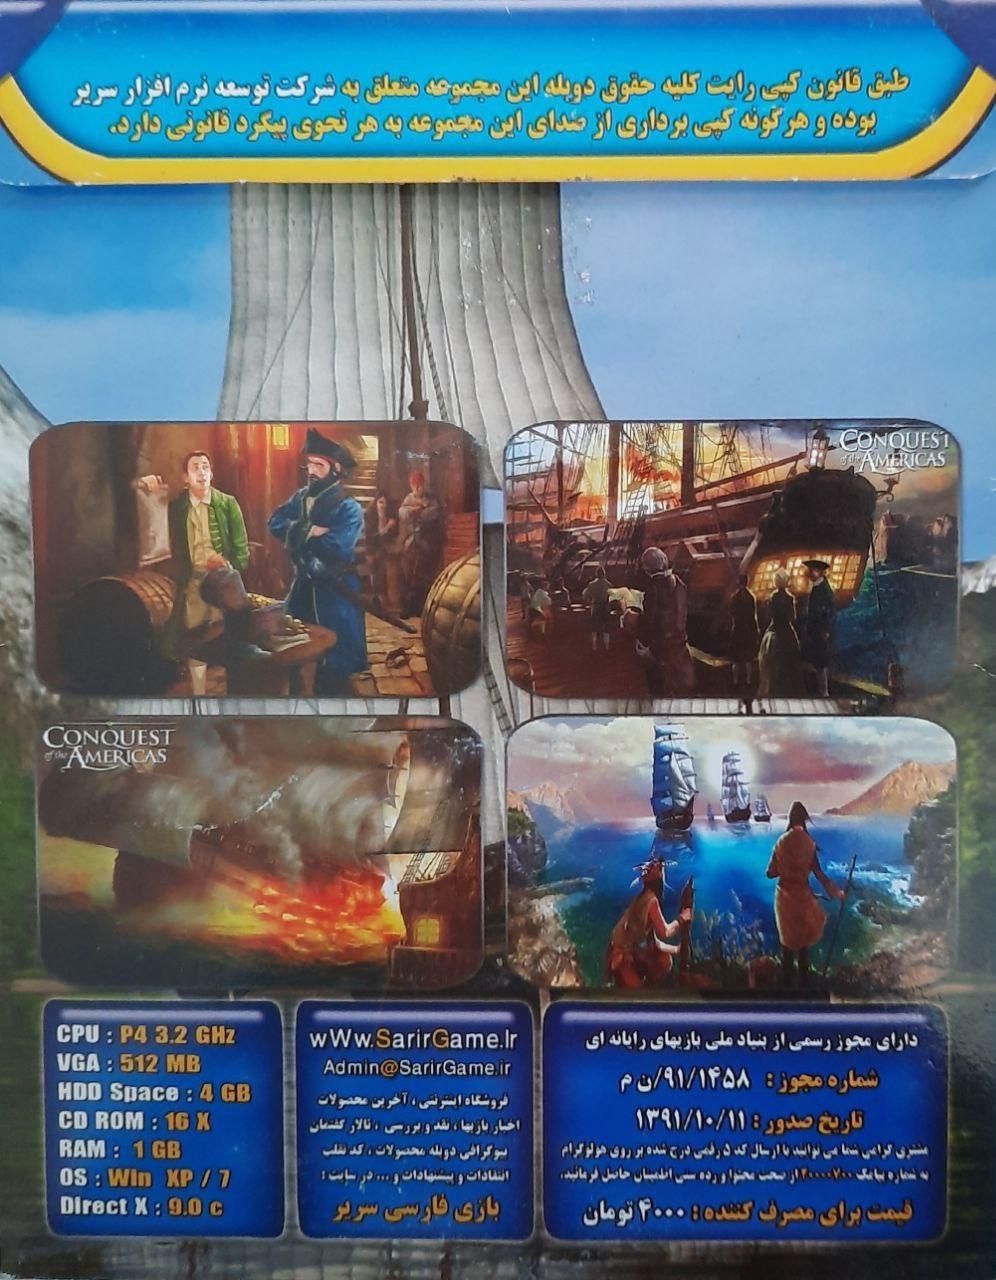 طبق قانون کپی رایت کلیه حقوق دوبله این مجموعه متعلق به شرکت توسعه نرم افزار سریر
بوده و هرگونه کپی برداری از صدای این مجموعه به هر نحوی پیگرد قانونی دارد.
CONQUEST
of the AMERICAS
CONQUEST
of the AMERICAS
CPU : P4 3.2 GHz
VGA : 512 MB
HDD Space : 4 GB
CD ROM : 16 X
RAM : 1 GB
OS : Win XP / 7
Direct X : 9.0 c
wWw.SarirGame.Ir
Admin@SarirGame.ir
فروشگاه اینترنتی ، آخرین محصولات
اخبار بازیها ، نقد و بررسی ، تالار گفتمان
بیوگرافی دوبله محصولات ، کد تقلب
انتقادات و پیشنهادات و ... در سایت :
بازی فارسی سریر
دارای مجوز رسمی از بنیاد ملی بازیهای رایانه ای
شماره مجوز : ۹۱/۱۴۵۸/ن م
تاریخ صدور : ۱۳۹۱/۱۰/۱۱
مشتری گرامی شما می توانید با ارسال کد ۵ رقمی درج شده بر روی هولوگرام
به شماره پیامک از صحت محتوا و رده سنی اطمینان حاصل فرمائید.
قیمت برای مصرف کننده : ۴۰۰۰ تومان